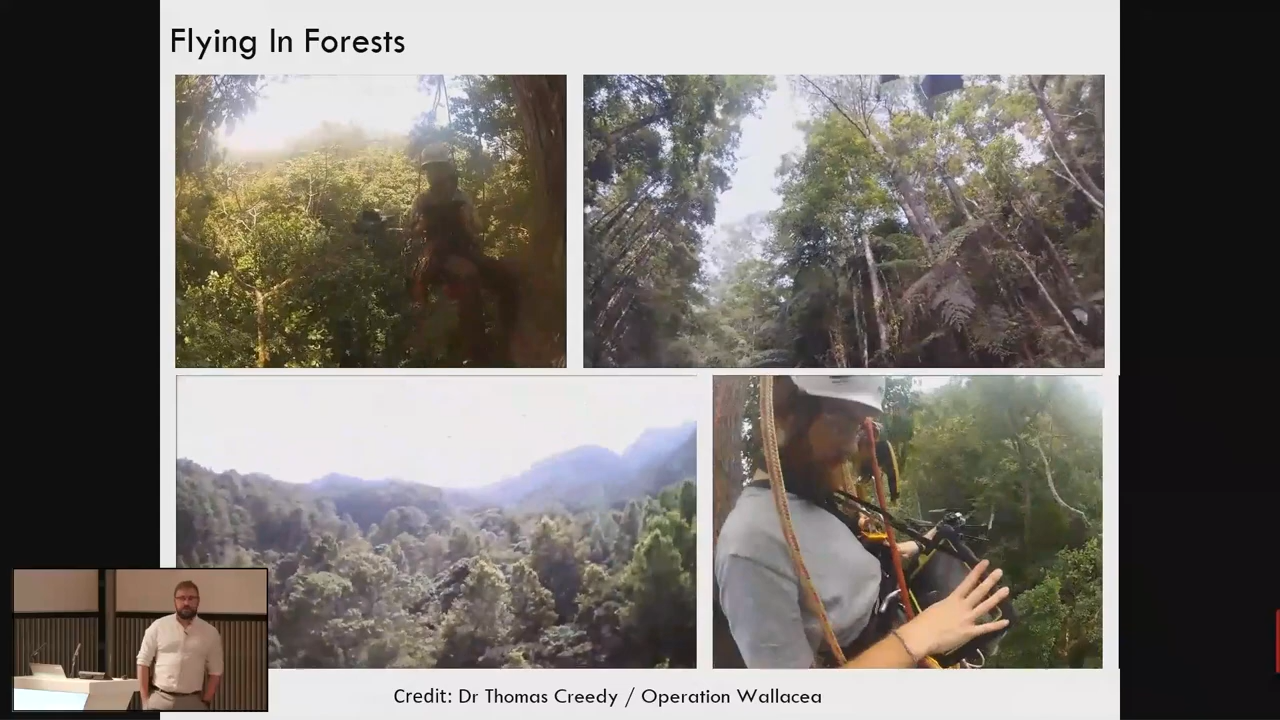 Flying In Forests
Credit: Dr Thomas Creedy / Operation Wallacea